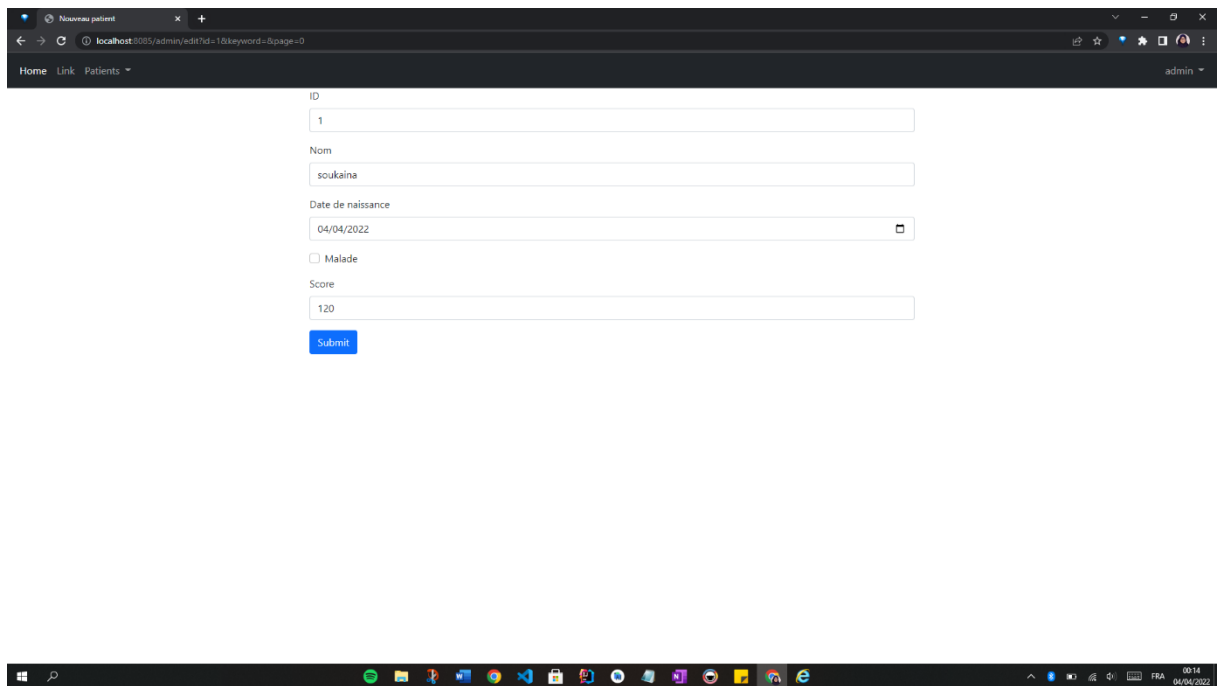 Nouveau patient
localhost:8085/admin/edit?id=1&keyword=&page=0
Home Link Patients admin
ID
1
Nom
soukaina
Date de naissance
04/04/2022
Malade
Score
120
Submit
FRA
00:14
04/04/2022